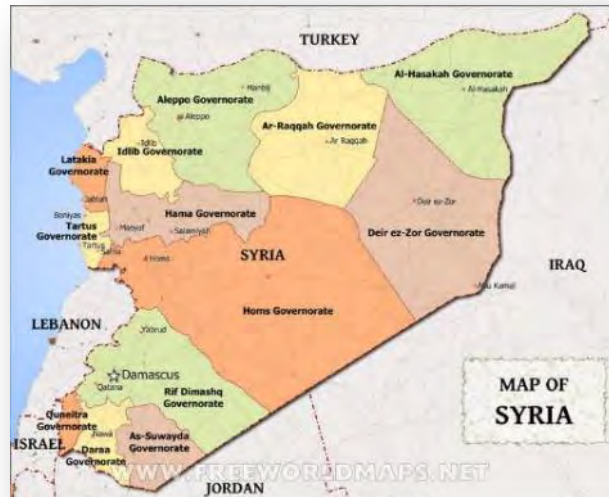 TURKEY
Al-Hasakah Governorate
Manbij
Al-Hasakah
Aleppo Governorate
Aleppo
Ar-Raqqah Governorate
Ar Raqqah
Idlib
Idlib Governorate
Latakia
Governorate
Jablah
Deir ez-Zor
Baniyas
Hama Governorate
Tartus
Governorate
Masyaf
Salamiyah
Deir ez-Zor Governorate
Tartus
SYRIA
Homs
IRAQ
Abu Kamal
Homs Governorate
LEBANON
Yabrud
Damascus
Qatana
Rif Dimashq
Governorate
MAP OF
SYRIA
Quneitra
Governorate
ISRAEL
Nawa
As-Suwayda
Governorate
Daraa
Governorate
WWW.FREEWORLDMAPS.NET
JORDAN